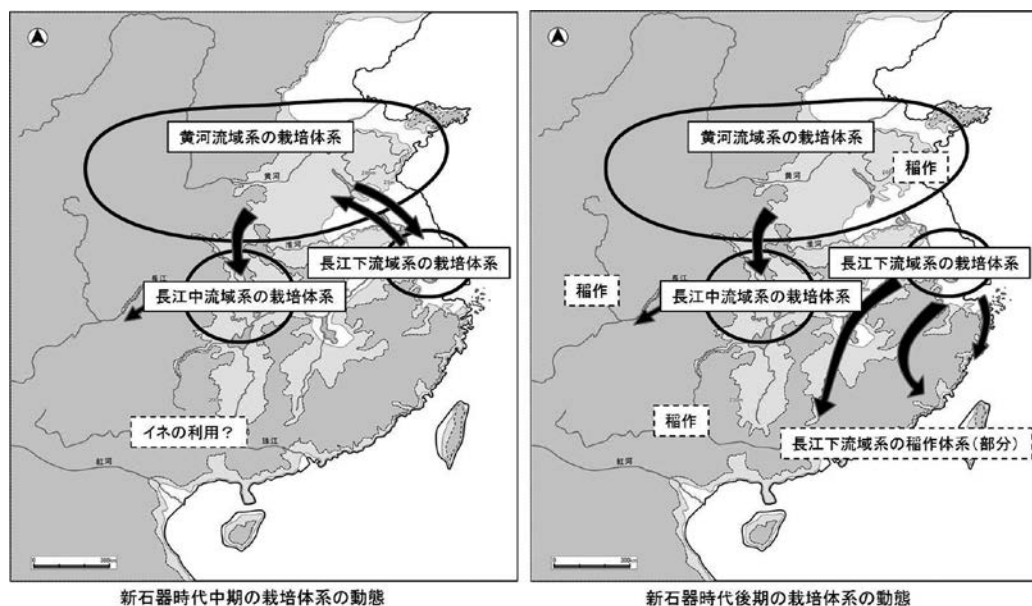 黄河流域系の栽培体系
黄河
淮河
長江下流域系の栽培体系
長江
長江中流域系の栽培体系
イネの利用？
珠江
紅河
新石器時代中期の栽培体系の動態
黄河流域系の栽培体系
稲作
黄河
淮河
長江下流域系の栽培体系
長江
稲作
長江中流域系の栽培体系
稲作
珠江
長江下流域系の稲作体系(部分)
紅河
新石器時代後期の栽培体系の動態